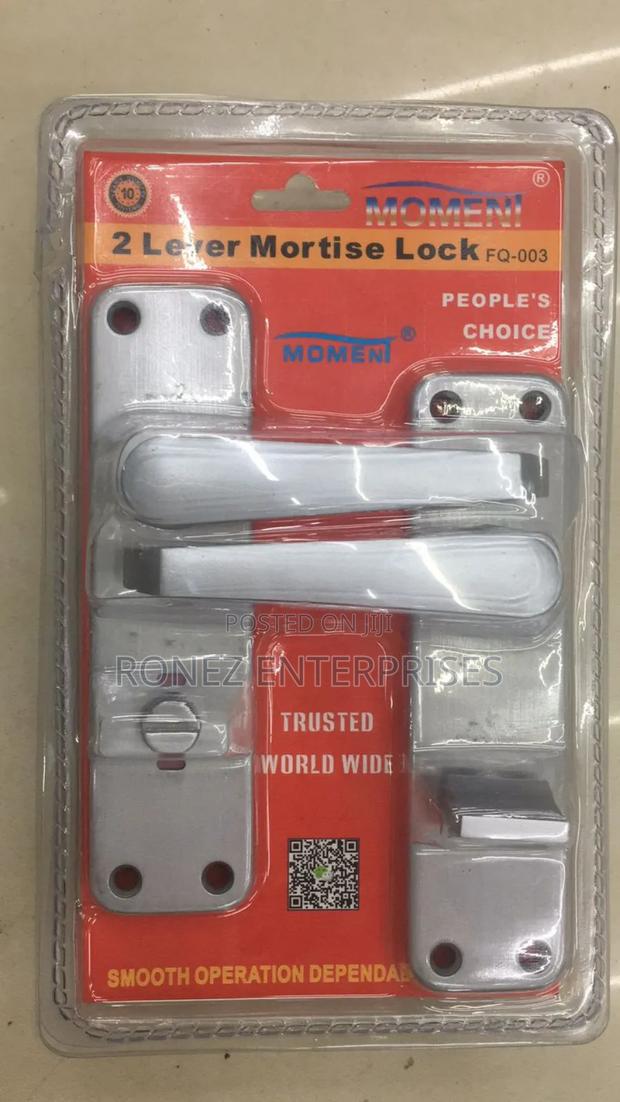 10
MOMENI®
2 Lever Mortise Lock FQ-003
PEOPLE'S
CHOICE
MOMENI®
POSTED ON JIJI
RONEZ ENTERPRISES
TRUSTED
WORLD WIDE
SMOOTH OPERATION